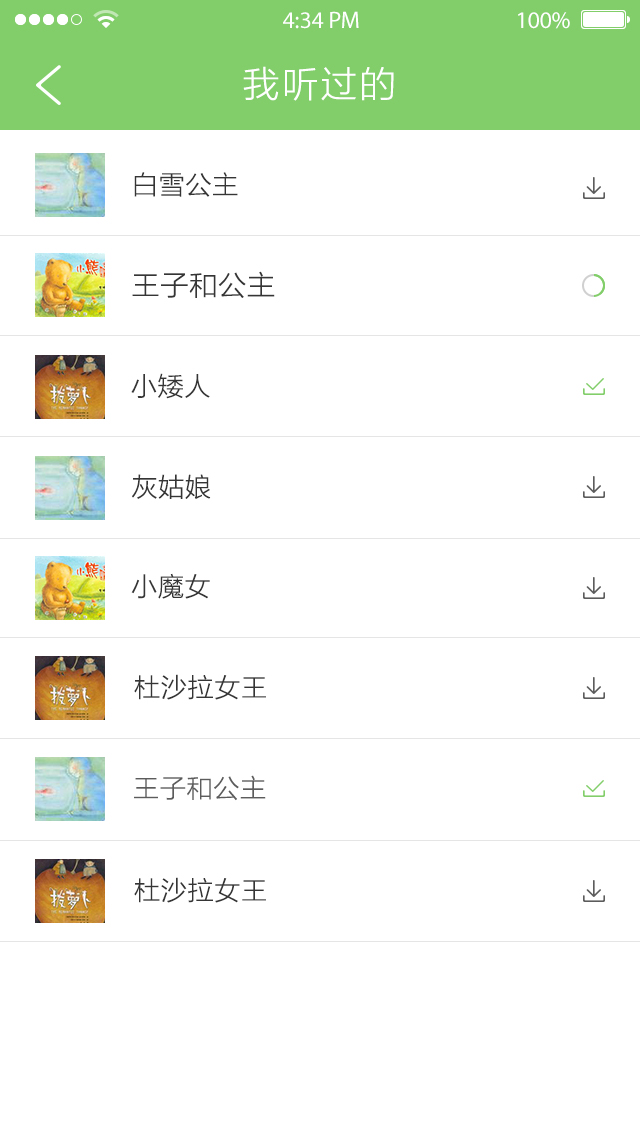 4:34 PM 100%
我听过的
白雪公主
小熊
王子和公主
拔萝卜
小矮人
灰姑娘
小熊
小魔女
拔萝卜
杜沙拉女王
王子和公主
拔萝卜
杜沙拉女王